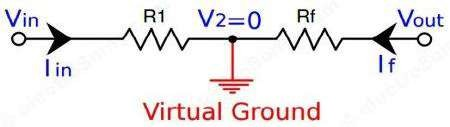 Vin R1 V2=0 Rf Vout
Iin If
Virtual Ground